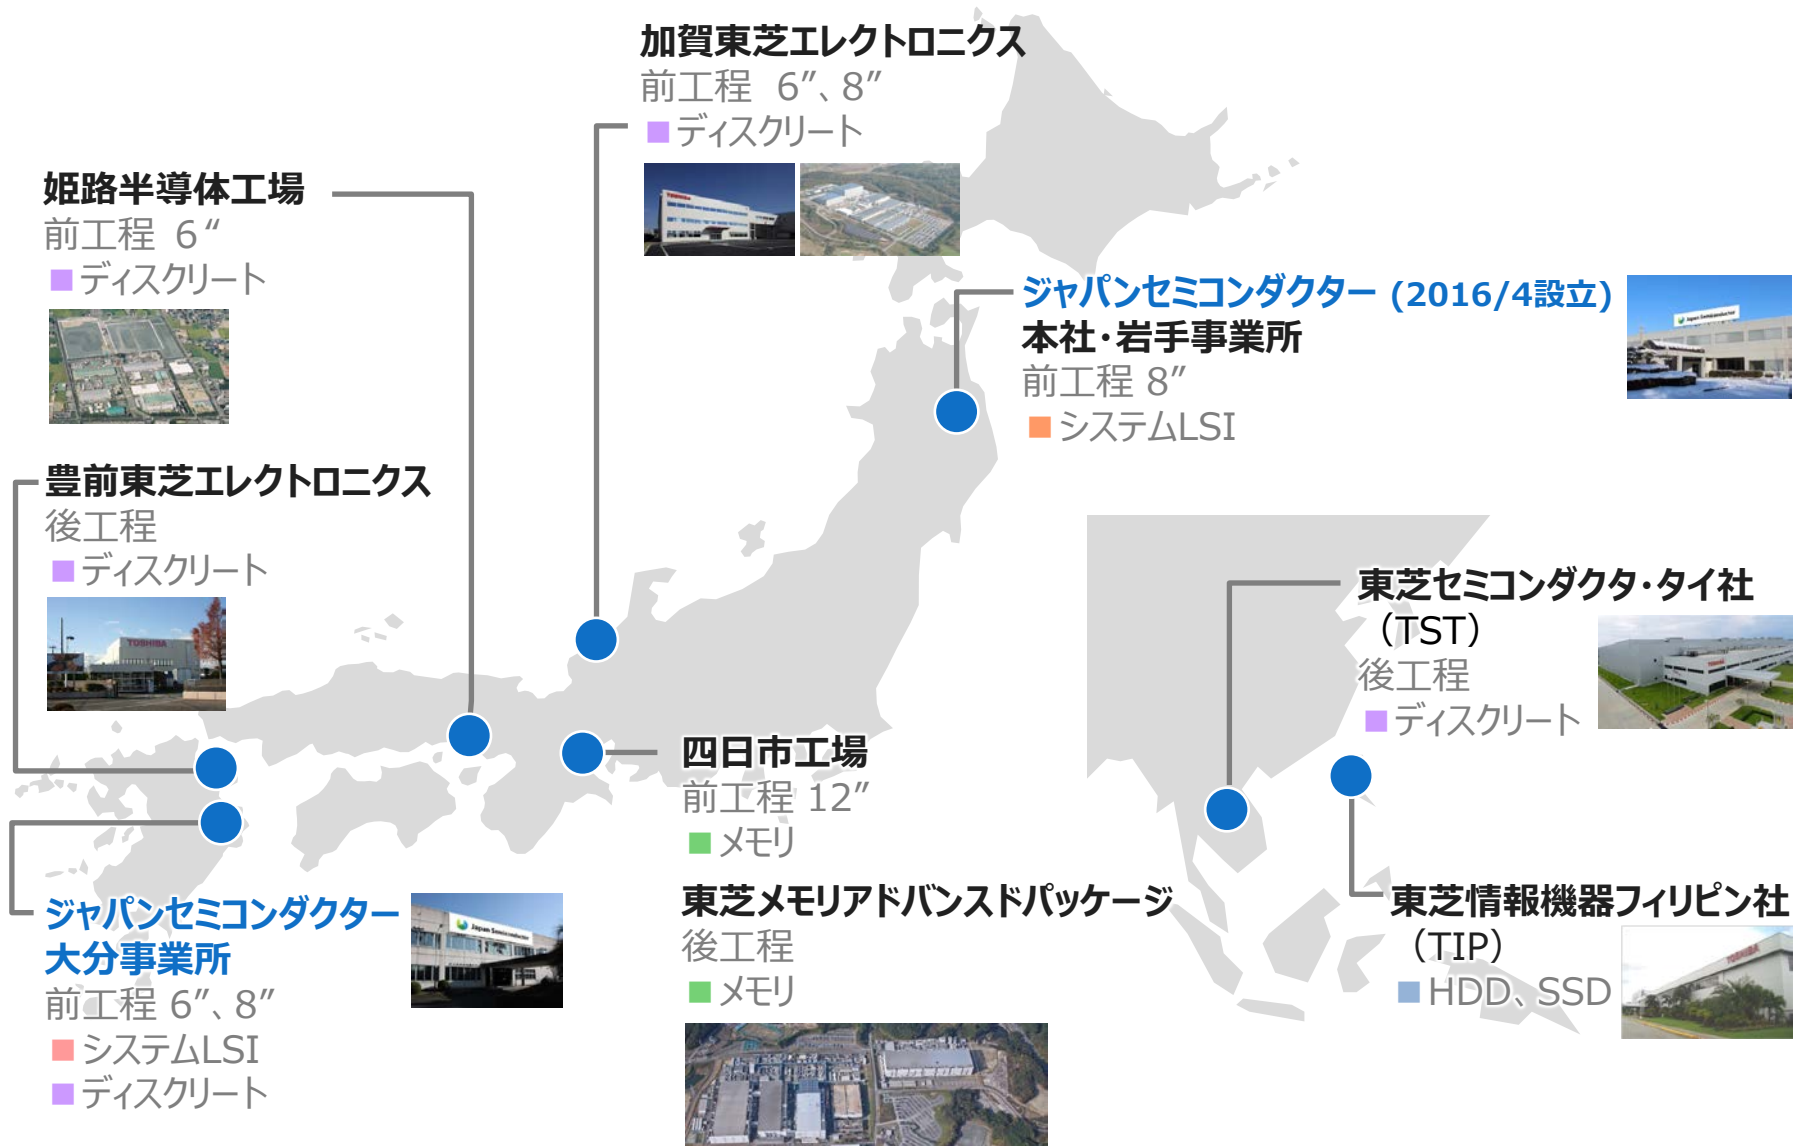 加賀東芝エレクトロニクス
前工程 6”、8”
ディスクリート
TOSHIBA
姫路半導体工場
前工程 6“
ディスクリート
ジャパンセミコンダクター (2016/4設立)
本社・岩手事業所
前工程 8”
システムLSI
Japan Semiconductor
豊前東芝エレクトロニクス
後工程
ディスクリート
TOSHIBA
東芝セミコンダクタ・タイ社
（TST）
後工程
ディスクリート
四日市工場
前工程 12”
メモリ
東芝メモリアドバンスドパッケージ
後工程
メモリ
ジャパンセミコンダクター
大分事業所
前工程 6”、8”
システムLSI
ディスクリート
Japan Semiconductor
東芝情報機器フィリピン社
（TIP）
HDD、SSD
TOSHIBA